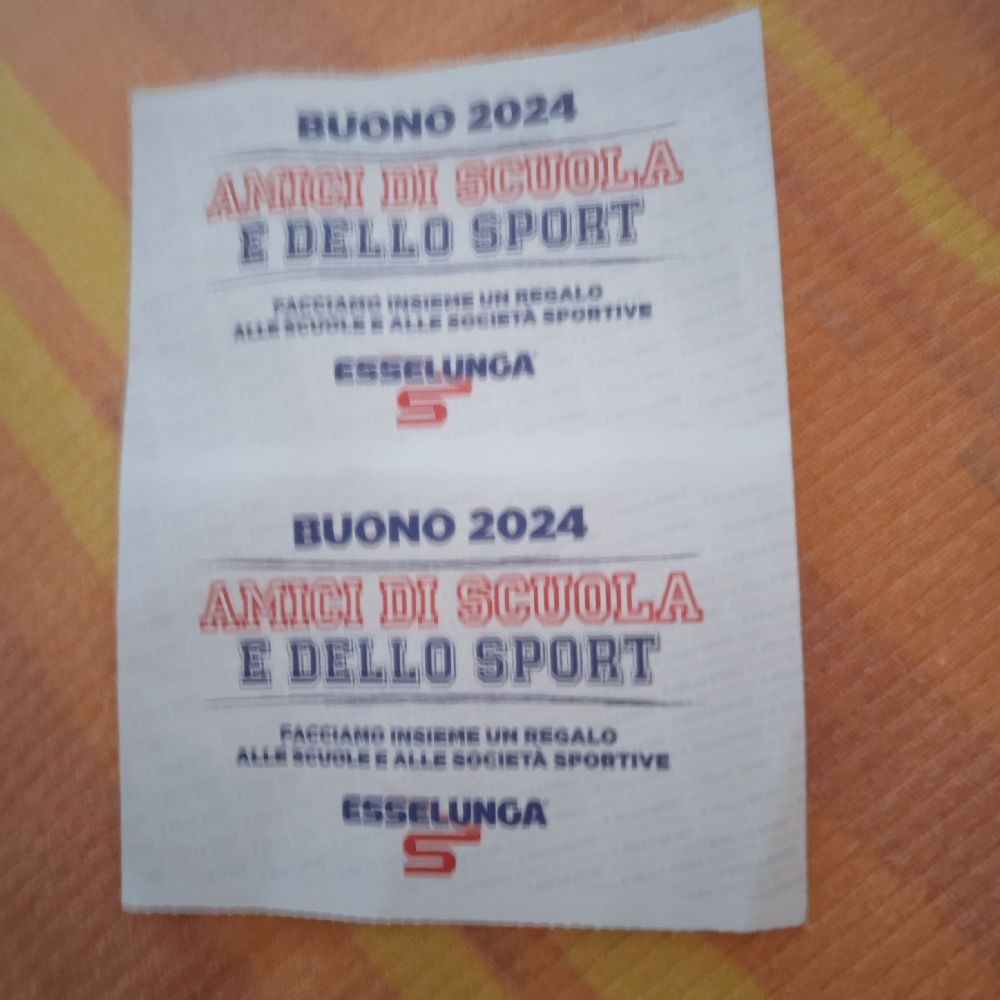 BUONO 2024
AMICI DI SCUOLA
E DELLO SPORT
FACCIAMO INSIEME UN REGALO
ALLE SCUOLE E ALLE SOCIETÀ SPORTIVE
ESSELUNGA
S
BUONO 2024
AMICI DI SCUOLA
E DELLO SPORT
FACCIAMO INSIEME UN REGALO
ALLE SCUOLE E ALLE SOCIETÀ SPORTIVE
ESSELUNGA
S